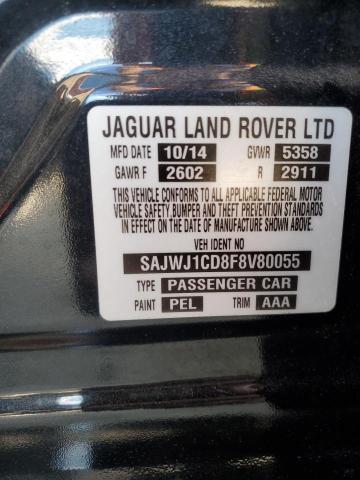 JAGUAR LAND ROVER LTD
MFD DATE 10/14 GVWR 5358
GAWR F 2602 R 2911
THIS VEHICLE CONFORMS TO ALL APPLICABLE FEDERAL MOTOR
VEHICLE SAFETY BUMPER AND THEFT PREVENTION STANDARDS
IN EFFECT ON THE DATE OF MANUFACTURE SHOWN ABOVE
VEH IDENT NO
SAJWJ1CD8F8V80055
TYPE PASSENGER CAR
PAINT PEL TRIM AAA